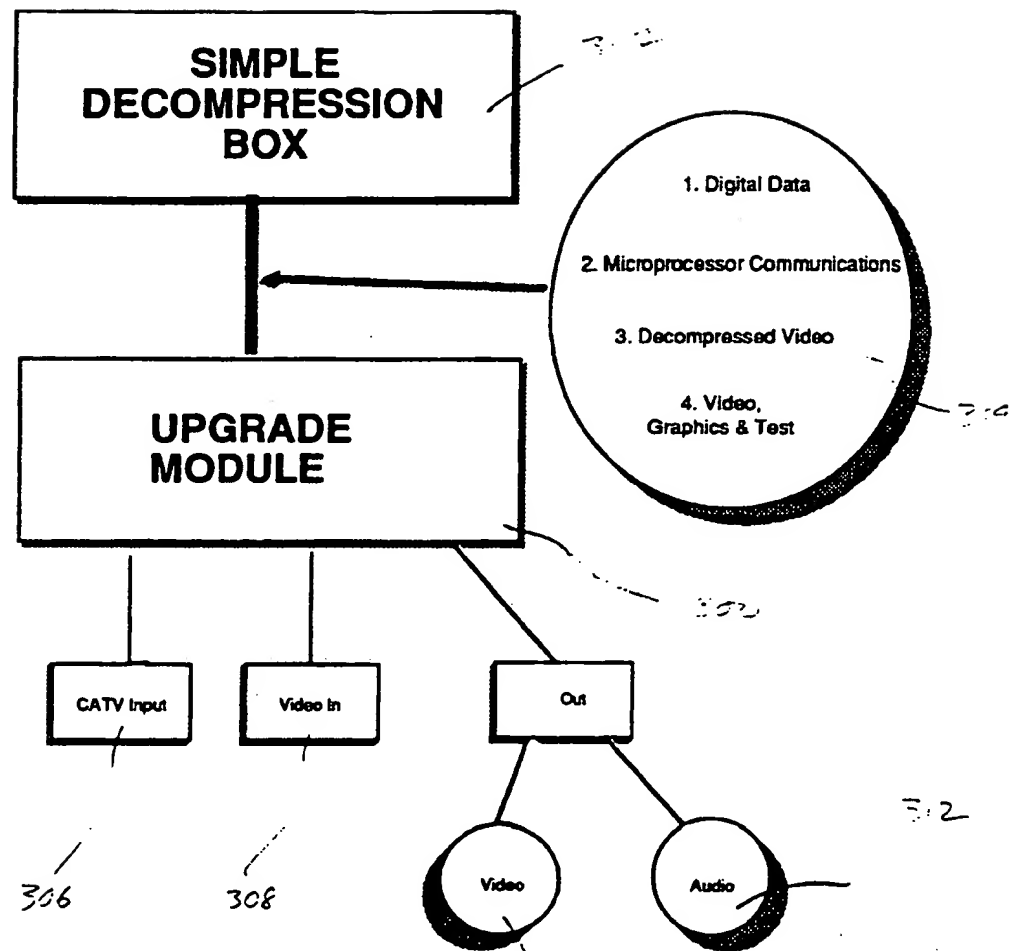 SIMPLE
DECOMPRESSION
BOX
1. Digital Data
2. Microprocessor Communications
3. Decompressed Video
4. Video,
Graphics & Test
UPGRADE
MODULE
CATV Input
Video In
Out
312
306
308
Video
Audio